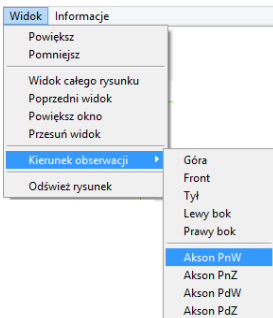 Widok Informacje
Powiększ
Pomniejsz
Widok całego rysunku
Poprzedni widok
Powiększ okno
Przesuń widok
Kierunek obserwacji
Odśwież rysunek
Góra
Front
Tył
Lewy bok
Prawy bok
Akson PnW
Akson PnZ
Akson PdW
Akson PdZ